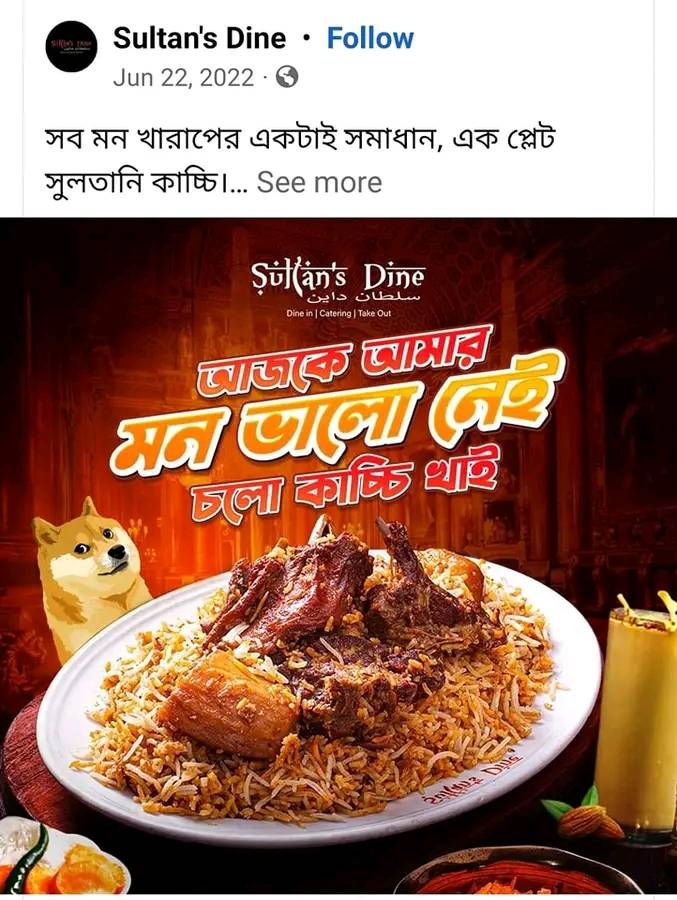 Sultan's Dine • Follow
Jun 22, 2022 ·
সব মন খারাপের একটাই সমাধান, এক প্লেট
সুলতানি কাচ্চি।... See more
Sultan's Dine
سلطان داين
Dine in | Catering | Take Out
আজকে আমার
মন ভালো নেই
চলো কাচ্চি খাই
Sultan's Dine